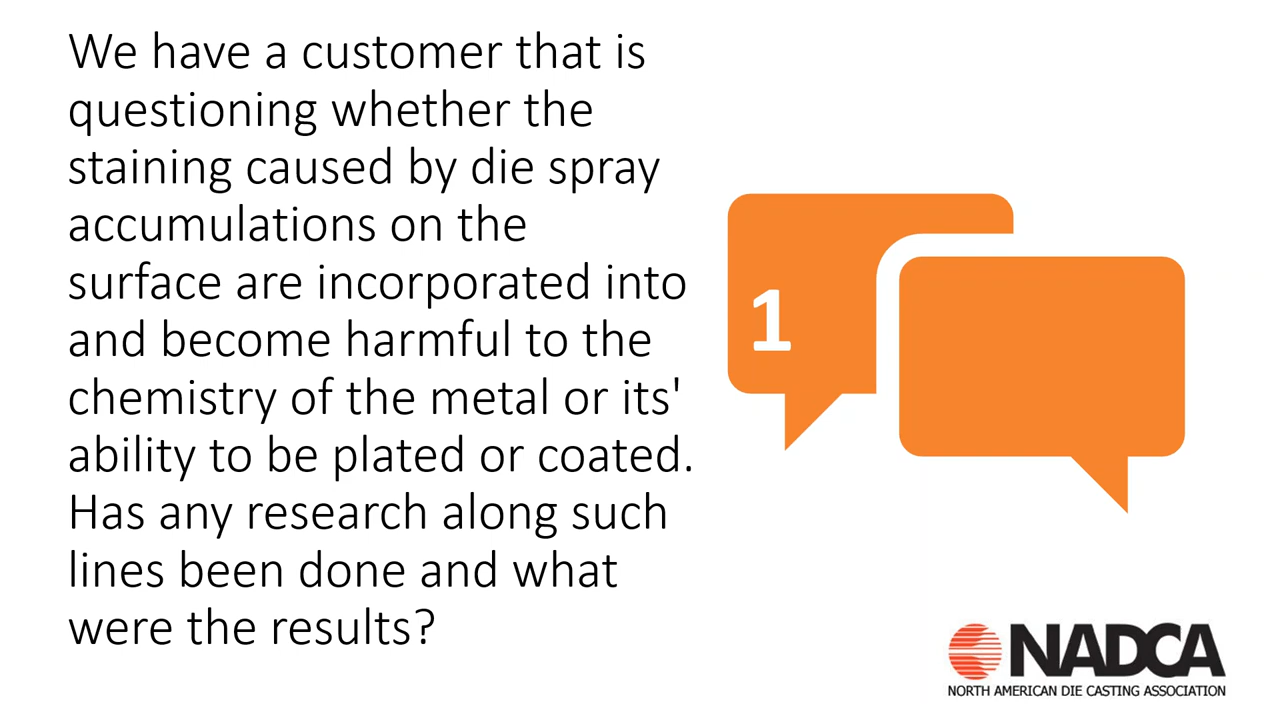 We have a customer that is
questioning whether the
staining caused by die spray
accumulations on the
surface are incorporated into
and become harmful to the
chemistry of the metal or its'
ability to be plated or coated.
Has any research along such
lines been done and what
were the results?
1
NADCA
NORTH AMERICAN DIE CASTING ASSOCIATION